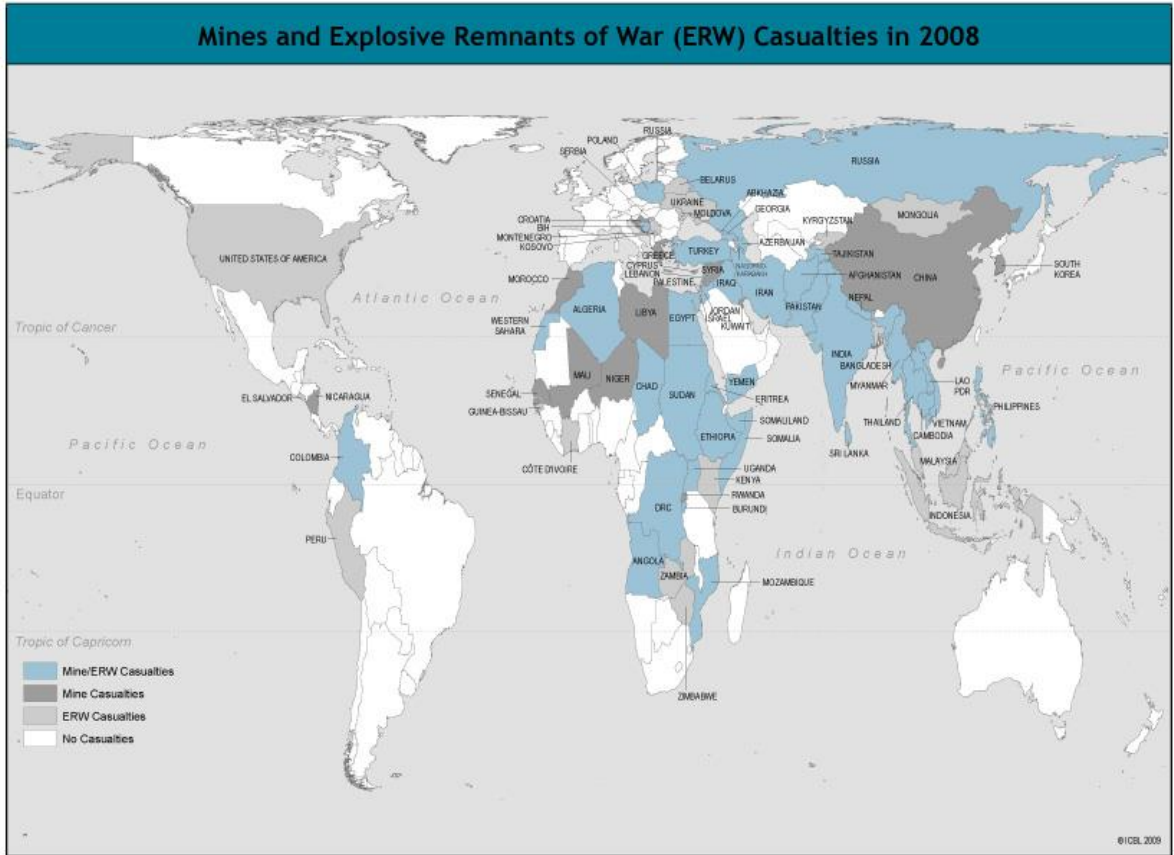 Mines and Explosive Remnants of War (ERW) Casualties in 2008
RUSSIA
POLAND
SERBIA
RUSSIA
BELARUS
ABKHAZIA
UKRAINE
MOLDOVA
GEORGIA
MONGOLIA
CROATIA
BIH
KYRGYZSTAN
MONTENEGRO
KOSOVO
AZERBAIJAN
GREECE
TURKEY
TAJIKISTAN
UNITED STATES OF AMERICA
CYPRUS
LEBANON
SYRIA
NAGORNO-
KARABAKH
AFGHANISTAN
CHINA
SOUTH
KOREA
MOROCCO
PALESTINE
IRAQ
IRAN
PAKISTAN
NEPAL
Atlantic Ocean
ALGERIA
LIBYA
EGYPT
JORDAN
ISRAEL
KUWAIT
Tropic of Cancer
WESTERN
SAHARA
INDIA
BANGLADESH
Pacific Ocean
MALI
NIGER
CHAD
SUDAN
YEMEN
MYANMAR
LAO
PDR
EL SALVADOR
NICARAGUA
SENEGAL
GUINEA-BISSAU
ERITREA
PHILIPPINES
SOMALILAND
THAILAND
VIETNAM
CAMBODIA
Pacific Ocean
ETHIOPIA
SOMALIA
SRI LANKA
COLOMBIA
CÔTE D'IVOIRE
UGANDA
KENYA
MALAYSIA
Equator
RWANDA
BURUNDI
DRC
INDONESIA
PERU
Indian Ocean
ANGOLA
ZAMBIA
MOZAMBIQUE
Tropic of Capricorn
ZIMBABWE
Mine/ERW Casualties
Mine Casualties
ERW Casualties
No Casualties
©ICBL 2009